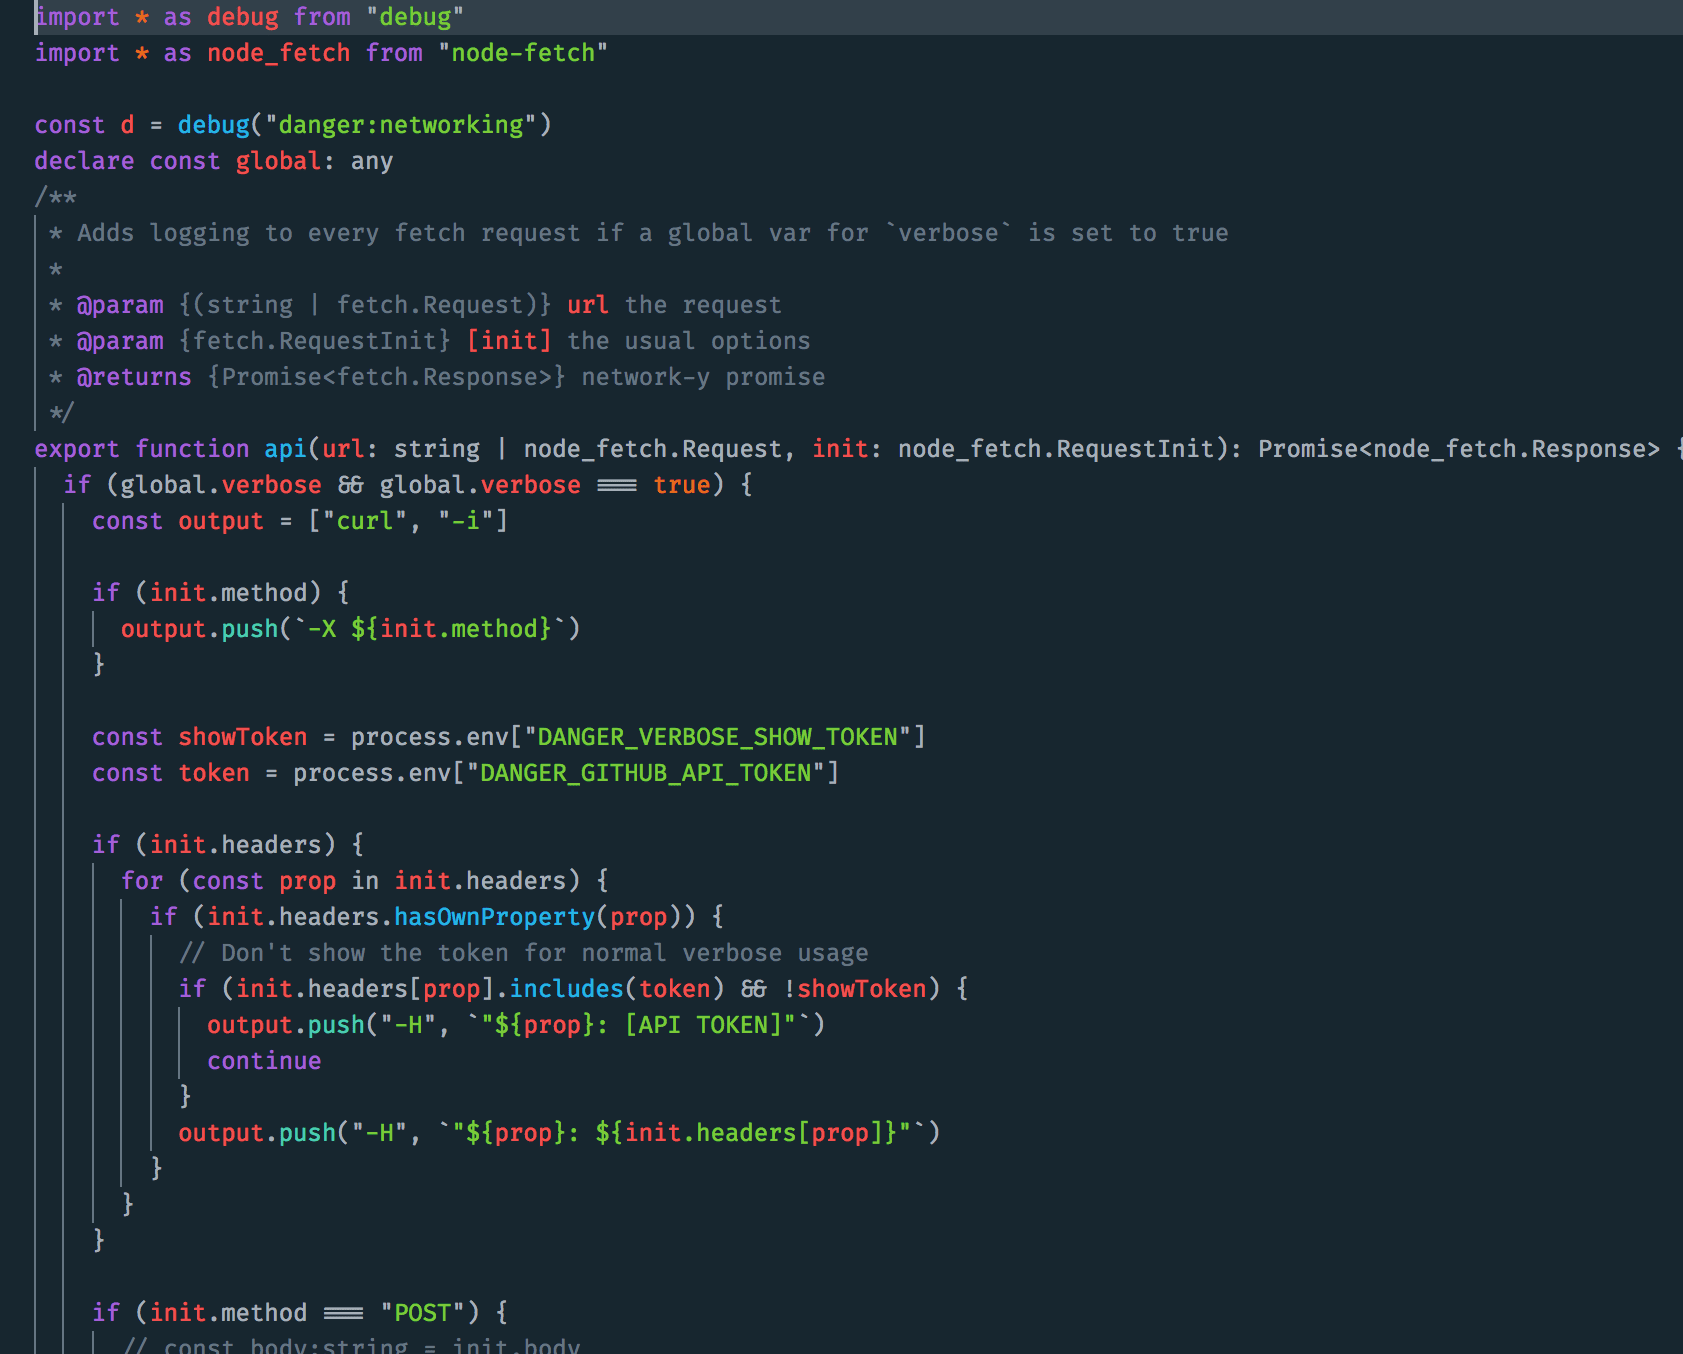 import * as debug from "debug"
import * as node_fetch from "node-fetch"
const d = debug("danger:networking")
declare const global: any
/**
* Adds logging to every fetch request if a global var for `verbose` is set to true
*
* @param {(string | fetch.Request)} url the request
* @param {fetch.RequestInit} [init] the usual options
* @returns {Promise<fetch.Response>} network-y promise
*/
export function api(url: string | node_fetch.Request, init: node_fetch.RequestInit): Promise<node_fetch.Response> {
if (global.verbose && global.verbose === true) {
const output = ["curl", "-i"]
if (init.method) {
output.push(`-X ${init.method}`)
}
const showToken = process.env["DANGER_VERBOSE_SHOW_TOKEN"]
const token = process.env["DANGER_GITHUB_API_TOKEN"]
if (init.headers) {
for (const prop in init.headers) {
if (init.headers.hasOwnProperty(prop)) {
// Don't show the token for normal verbose usage
if (init.headers[prop].includes(token) && !showToken) {
output.push("-H", `"${prop}: [API TOKEN]"`)
continue
}
output.push("-H", `"${prop}: ${init.headers[prop]}"`)
}
}
}
if (init.method === "POST") {
// const body:string = init.body